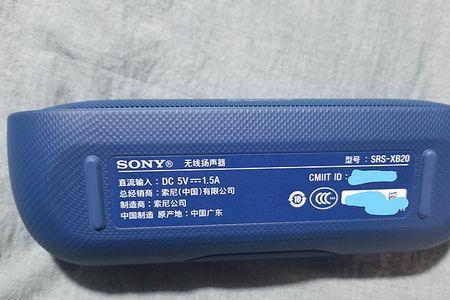 SONY® 无线扬声器 型号：SRS-XB20
直流输入：DC 5V⎓1.5A CMIIT ID：
总经销商：索尼(中国)有限公司
制造商：索尼公司
中国制造 原产地：中国广东
10 CCC